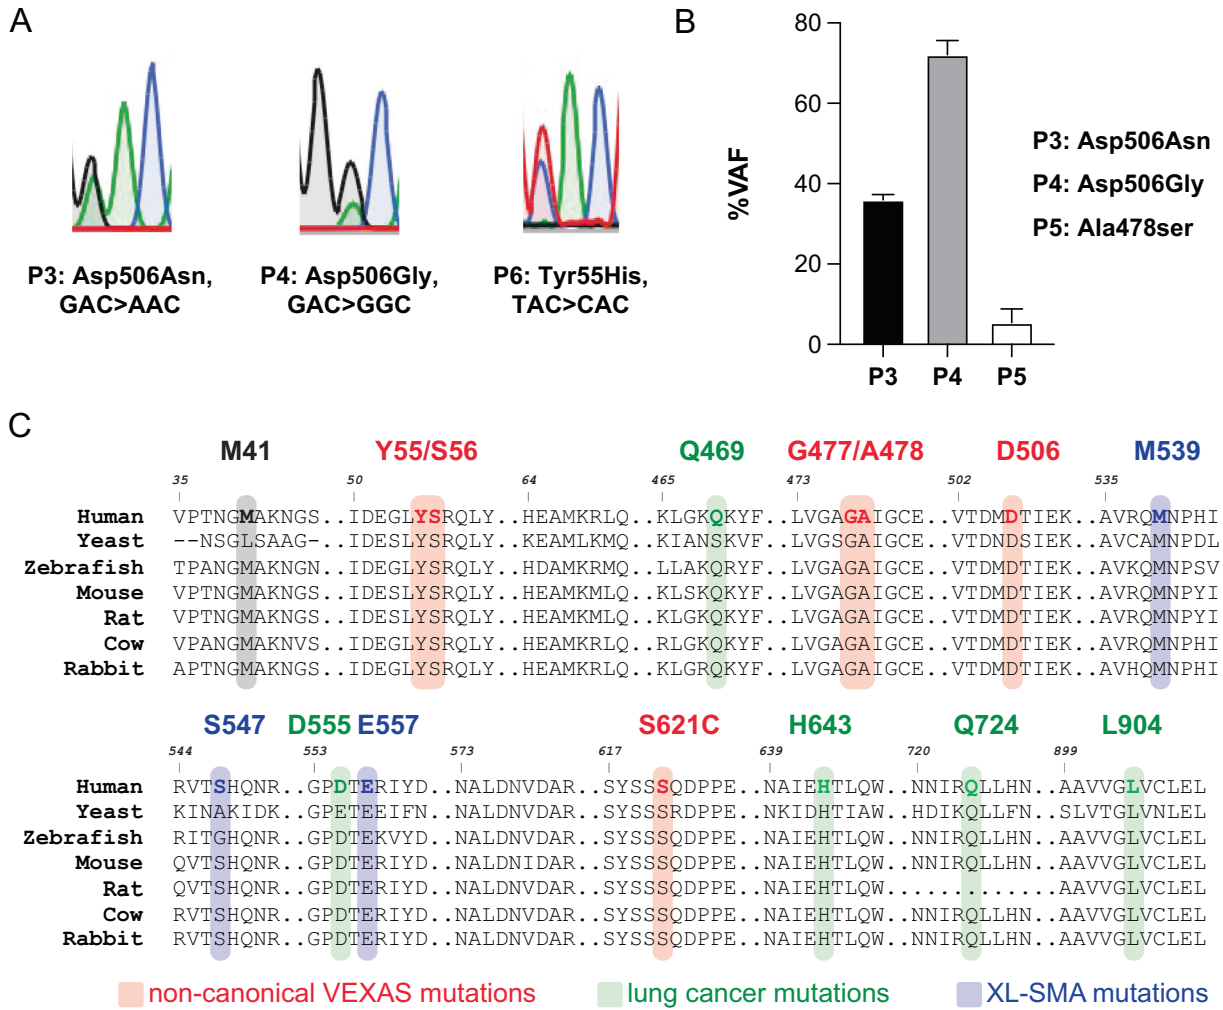 A
B
P3: Asp506Asn,
GAC>AAC
P4: Asp506Gly,
GAC>GGC
P6: Tyr55His,
TAC>CAC
%VAF
80
60
40
20
0
P3
P4
P5
P3: Asp506Asn
P4: Asp506Gly
P5: Ala478ser
C
M41 Y55/S56 Q469 G477/A478 D506 M539
35 50 64 465 473 502 535
Human VPTNGMAKNGS..IDEGLYSRQLY..HEAMKRLQ..KLGKQKYF..LVGAGAIGCE..VTDMDTIEK..AVRQMNPHI
Yeast --NSGLSAAG-..IDESLYSRQLY..HKEAMLKMQ..KIANSKVF..LVGSGAIGCE..VTDNDSIEK..AVCAMNPDL
Zebrafish TPANGMAKNGN..IDEGLYSRQLY..HDAMKRMQ..LLAKQRYF..LVGAGAIGCE..VTDMDTIEK..AVKQMNPSV
Mouse VPTNGMAKNGS..IDEGLYSRQLY..HEAMKMLQ..KLSKQKYF..LVGAGAIGCE..VTDMDTIEK..AVRQMNPYI
Rat VPTNGMAKNGS..IDEGLYSRQLY..HEAMKMLQ..KLGKQKYF..LVGAGAIGCE..VTDMDTIEK..AVRQMNPYI
Cow VPANGMAKNVS..IDEGLYSRQLY..HEAMKRLQ..RLGKQKYF..LVGAGAIGCE..VTDMDTIEK..AVRQMNPHI
Rabbit APTNGMAKNGS..IDEGLYSRQLY..HEAMKRLQ..KLGRQKYF..LVGAGAIGCE..VTDMDTIEK..AVHQMNPHI
S547 D555 E557 S621C H643 Q724 L904
544 553 573 617 639 720 899
Human RVTSHQNR..GPDTERIYD..NALDNVDAR..SYSSSQDPPE..NAIEHTLQW..NNIRQLLHN..AAVVGLVCLEL
Yeast KINAKIDK..GPETEEIFN..NALDNVDAR..SYSSSQDPPE..NKIDHTIAW..HDIKQLLFN..SLVTGLVNLEL
Zebrafish RITGHQNR..GPDTEKVYD..NALDNVDAR..SYSSSQDPPE..NAIEHTLQW..NNIRQLLHN..AAVVGLVCLEL
Mouse QVTSHQNR..GPDTERIYD..NALDNIDAR..SYSSSQDPPE..NAIEHTLQW..NNIRQLLHN..AAVVGLVCLEL
Rat QVTSHQNR..GPDTERIYD..NALDNVDAR..SYSSSQDPPE..NAIEHTLQW.............AAVVGLVCLEL
Cow RVTSHQNR..GPDTERIYD..NALDNVDAR..SYSSSQDPPE..NAIEHTLQW..NNIRQLLHN..AAVVGLVCLEL
Rabbit RVTSHQNR..GPDTERIYD..NALDNVDAR..SYSSSQDPPE..NAIEHTLQW..NNIRQLLHN..AAVVGLVCLEL
non-canonical VEXAS mutations lung cancer mutations XL-SMA mutations